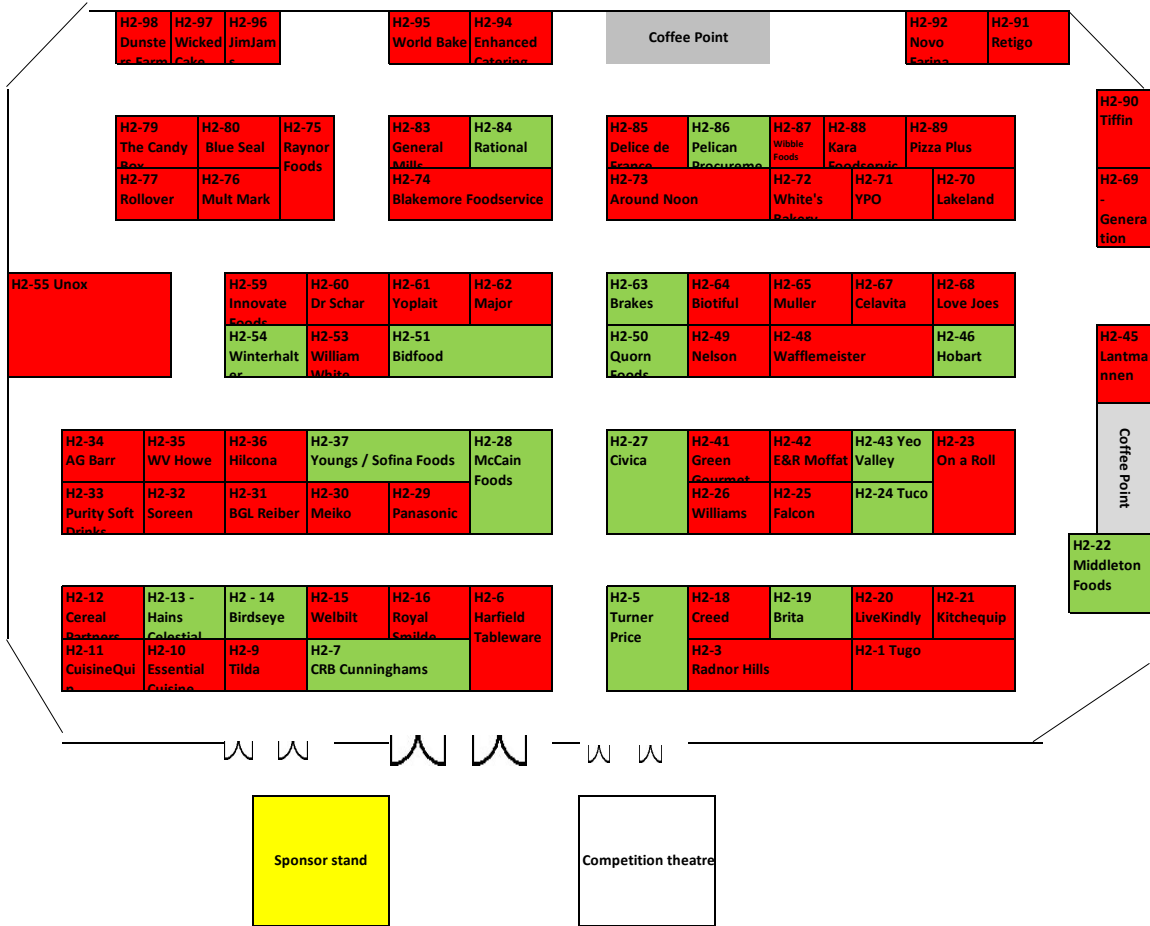 H2-98
Dunste
rs Farm
H2-97
Wicked
Cake
H2-96
JimJam
s
H2-95
World Bake
H2-94
Enhanced
Catering
Coffee Point
H2-92
Novo
Farina
H2-91
Retigo
H2-90
Tiffin
H2-79
The Candy
Box
H2-80
Blue Seal
H2-75
Raynor
Foods
H2-83
General
Mills
H2-84
Rational
H2-85
Delice de
France
H2-86
Pelican
Procureme
H2-87
Wibble
Foods
H2-88
Kara
Foodservic
H2-89
Pizza Plus
H2-77
Rollover
H2-76
Mult Mark
H2-74
Blakemore Foodservice
H2-73
Around Noon
H2-72
White's
Bakery
H2-71
YPO
H2-70
Lakeland
H2-69
-
Genera
tion
H2-55 Unox
H2-59
Innovate
Foods
H2-60
Dr Schar
H2-61
Yoplait
H2-62
Major
H2-63
Brakes
H2-64
Biotiful
H2-65
Muller
H2-67
Celavita
H2-68
Love Joes
H2-54
Winterhalt
er
H2-53
William
White
H2-51
Bidfood
H2-50
Quorn
Foods
H2-49
Nelson
H2-48
Wafflemeister
H2-46
Hobart
H2-45
Lantma
nnen
Coffee Point
H2-34
AG Barr
H2-35
WV Howe
H2-36
Hilcona
H2-37
Youngs / Sofina Foods
H2-28
McCain
Foods
H2-27
Civica
H2-41
Green
Gourmet
H2-42
E&R Moffat
H2-43 Yeo
Valley
H2-23
On a Roll
H2-33
Purity Soft
Drinks
H2-32
Soreen
H2-31
BGL Reiber
H2-30
Meiko
H2-29
Panasonic
H2-26
Williams
H2-25
Falcon
H2-24 Tuco
H2-22
Middleton
Foods
H2-12
Cereal
Partners
H2-13 -
Hains
Celestial
H2 - 14
Birdseye
H2-15
Welbilt
H2-16
Royal
Smilde
H2-6
Harfield
Tableware
H2-5
Turner
Price
H2-18
Creed
H2-19
Brita
H2-20
LiveKindly
H2-21
Kitchequip
H2-11
CuisineQui
p
H2-10
Essential
Cuisine
H2-9
Tilda
H2-7
CRB Cunninghams
H2-3
Radnor Hills
H2-1 Tugo
Sponsor stand
Competition theatre